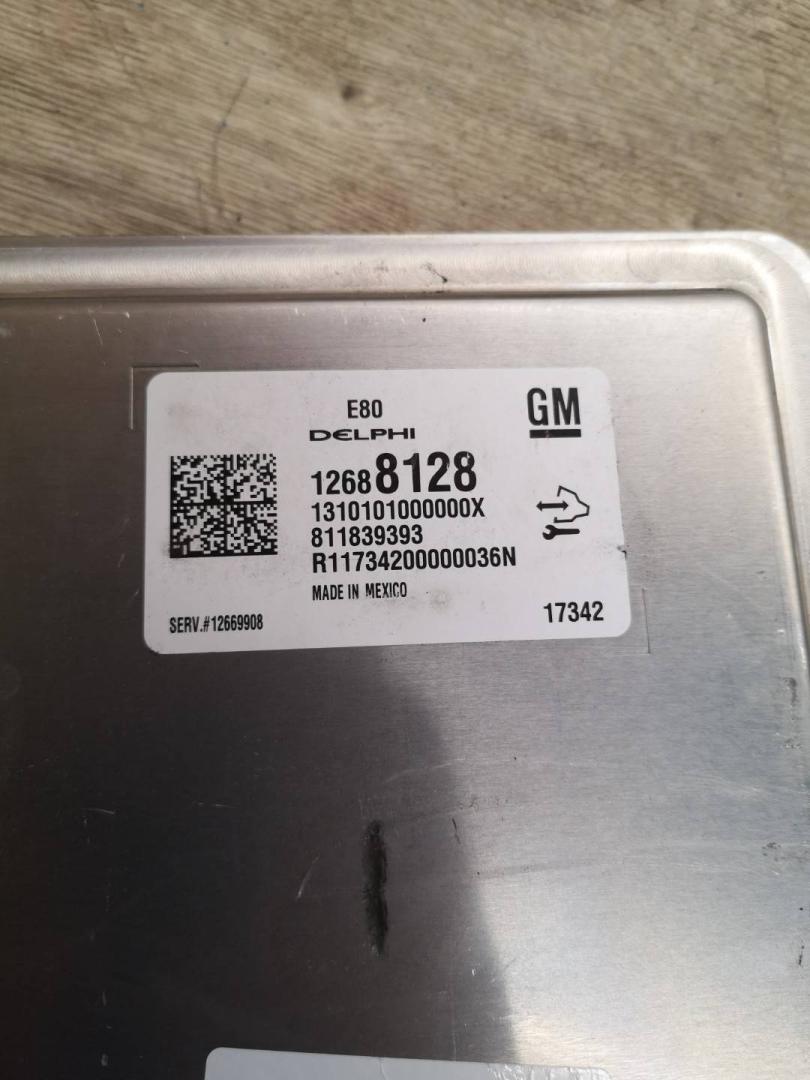 E80
GM
DELPHI
12688128
1310101000000X
811839393
R11734200000036N
MADE IN MEXICO
SERV.#12669908
17342